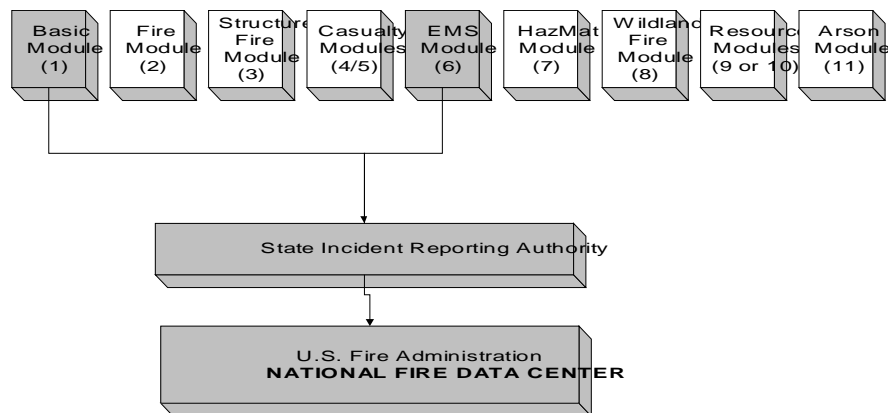 Basic
Module
(1)
Fire
Module
(2)
Structure
Fire
Module
(3)
Casualty
Modules
(4/5)
EMS
Module
(6)
HazMat
Module
(7)
Wildland
Fire
Module
(8)
Resource
Modules
(9 or 10)
Arson
Module
(11)
State Incident Reporting Authority
U.S. Fire Administration
NATIONAL FIRE DATA CENTER